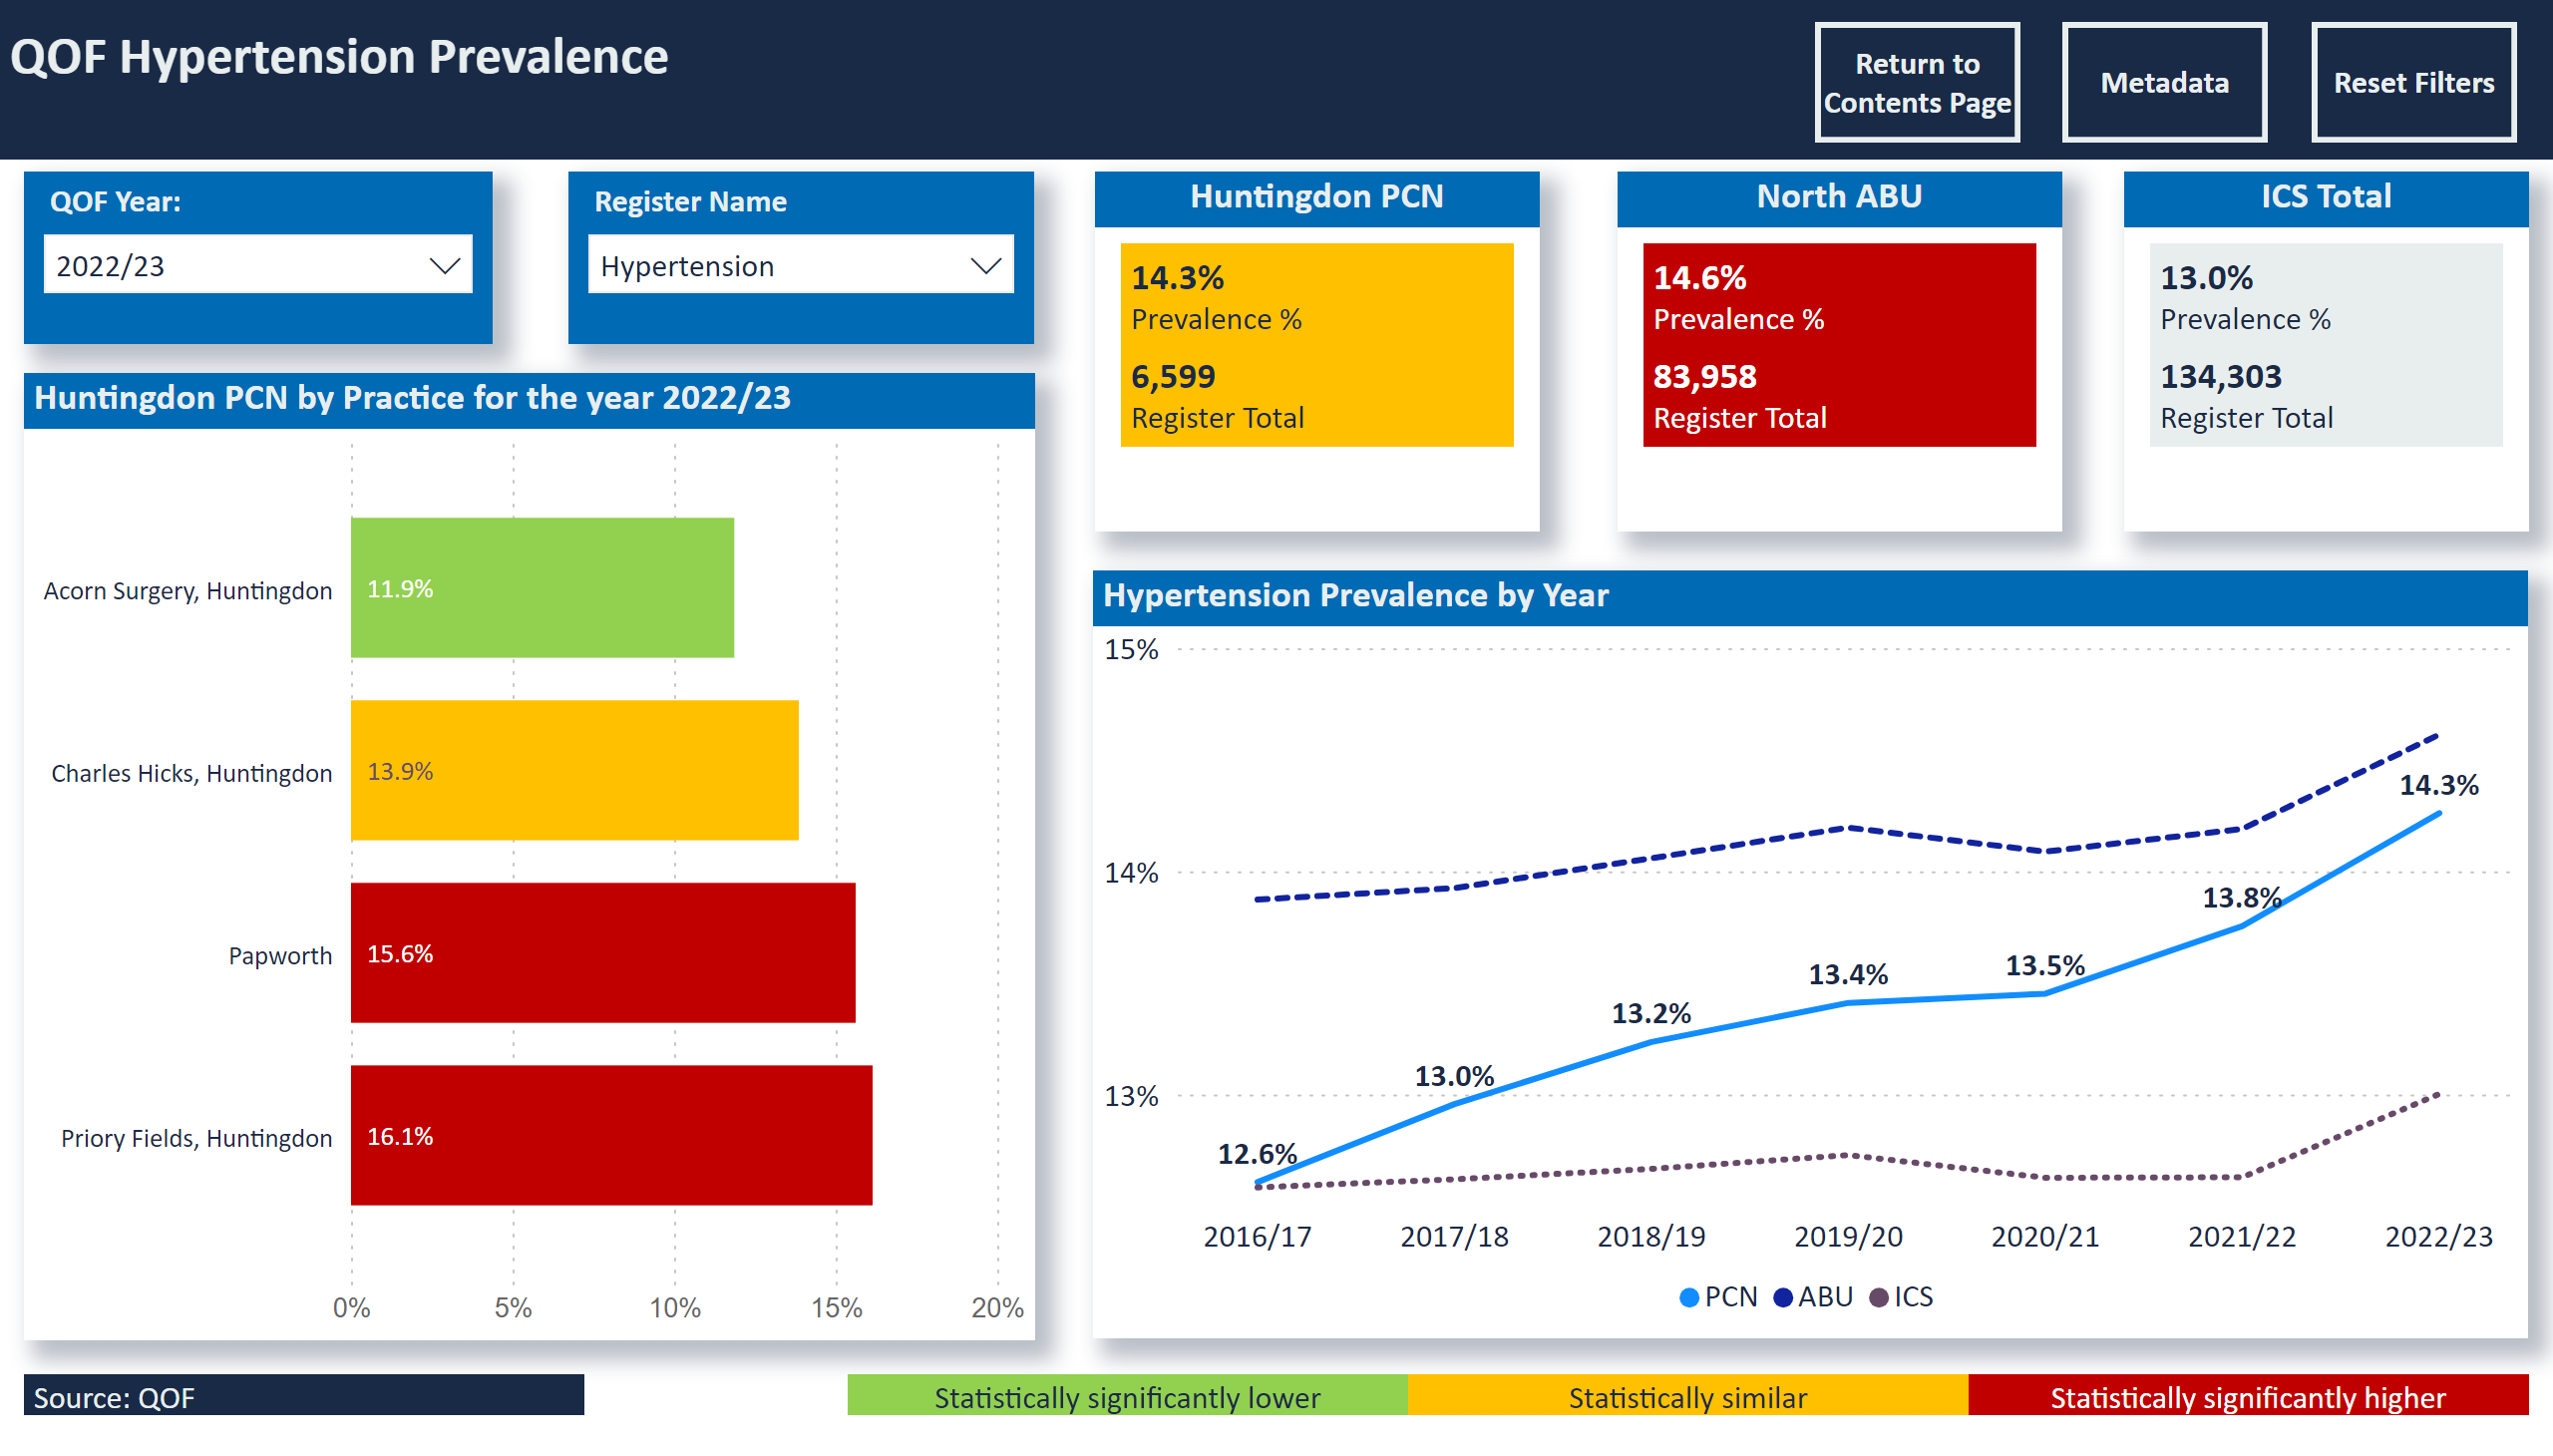 QOF Hypertension Prevalence
Return to
Contents Page
Metadata
Reset Filters
QOF Year:
2022/23
Register Name
Hypertension
Huntingdon PCN
14.3%
Prevalence %
6,599
Register Total
North ABU
14.6%
Prevalence %
83,958
Register Total
ICS Total
13.0%
Prevalence %
134,303
Register Total
Huntingdon PCN by Practice for the year 2022/23
Acorn Surgery, Huntingdon
11.9%
Charles Hicks, Huntingdon
13.9%
Papworth
15.6%
Priory Fields, Huntingdon
16.1%
0%
5%
10%
15%
20%
Hypertension Prevalence by Year
15%
14%
13%
12.6%
13.0%
13.2%
13.4%
13.5%
13.8%
14.3%
2016/17
2017/18
2018/19
2019/20
2020/21
2021/22
2022/23
PCN
ABU
ICS
Source: QOF
Statistically significantly lower
Statistically similar
Statistically significantly higher